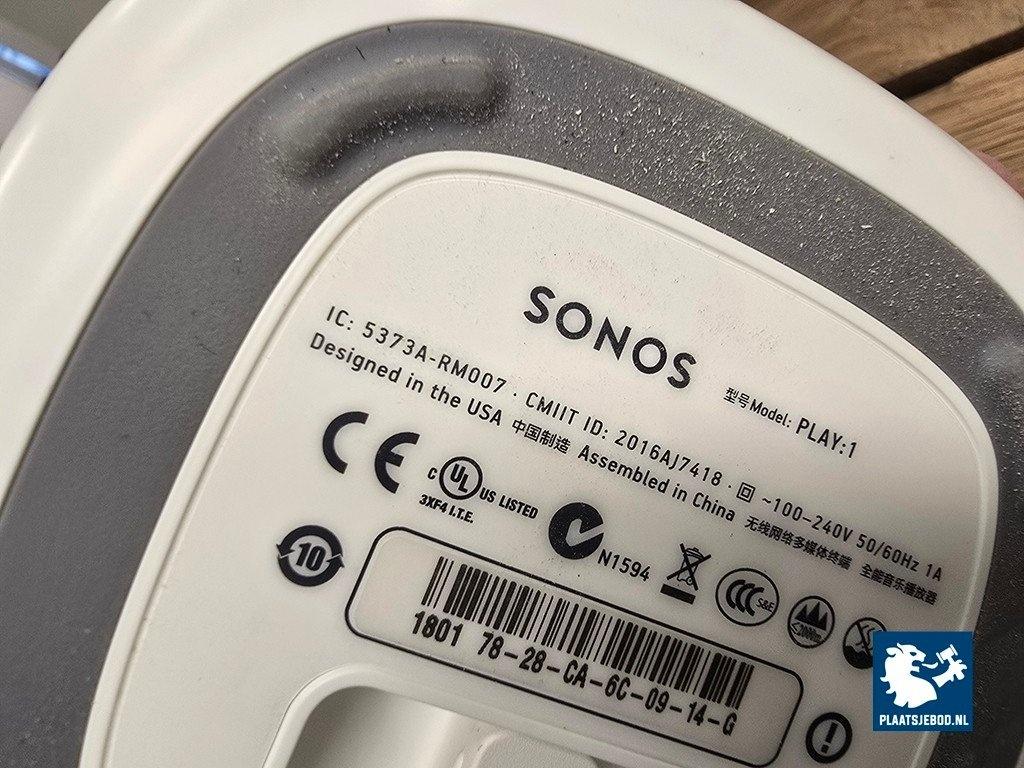 SONOS
型号 Model: PLAY:1
IC: 5373A-RM007 · CMIIT ID: 2016AJ7418 · ~100-240V 50/60Hz 1A
Designed in the USA 中国制造 Assembled in China 无线网络多媒体终端 全能音乐播放器
CE
C UL US LISTED
3XF4 I.T.E.
N1594
CCC S&E
≤2000m
10
1801 78-28-CA-6C-09-14-G
!
PLAATSJEBOD.NL